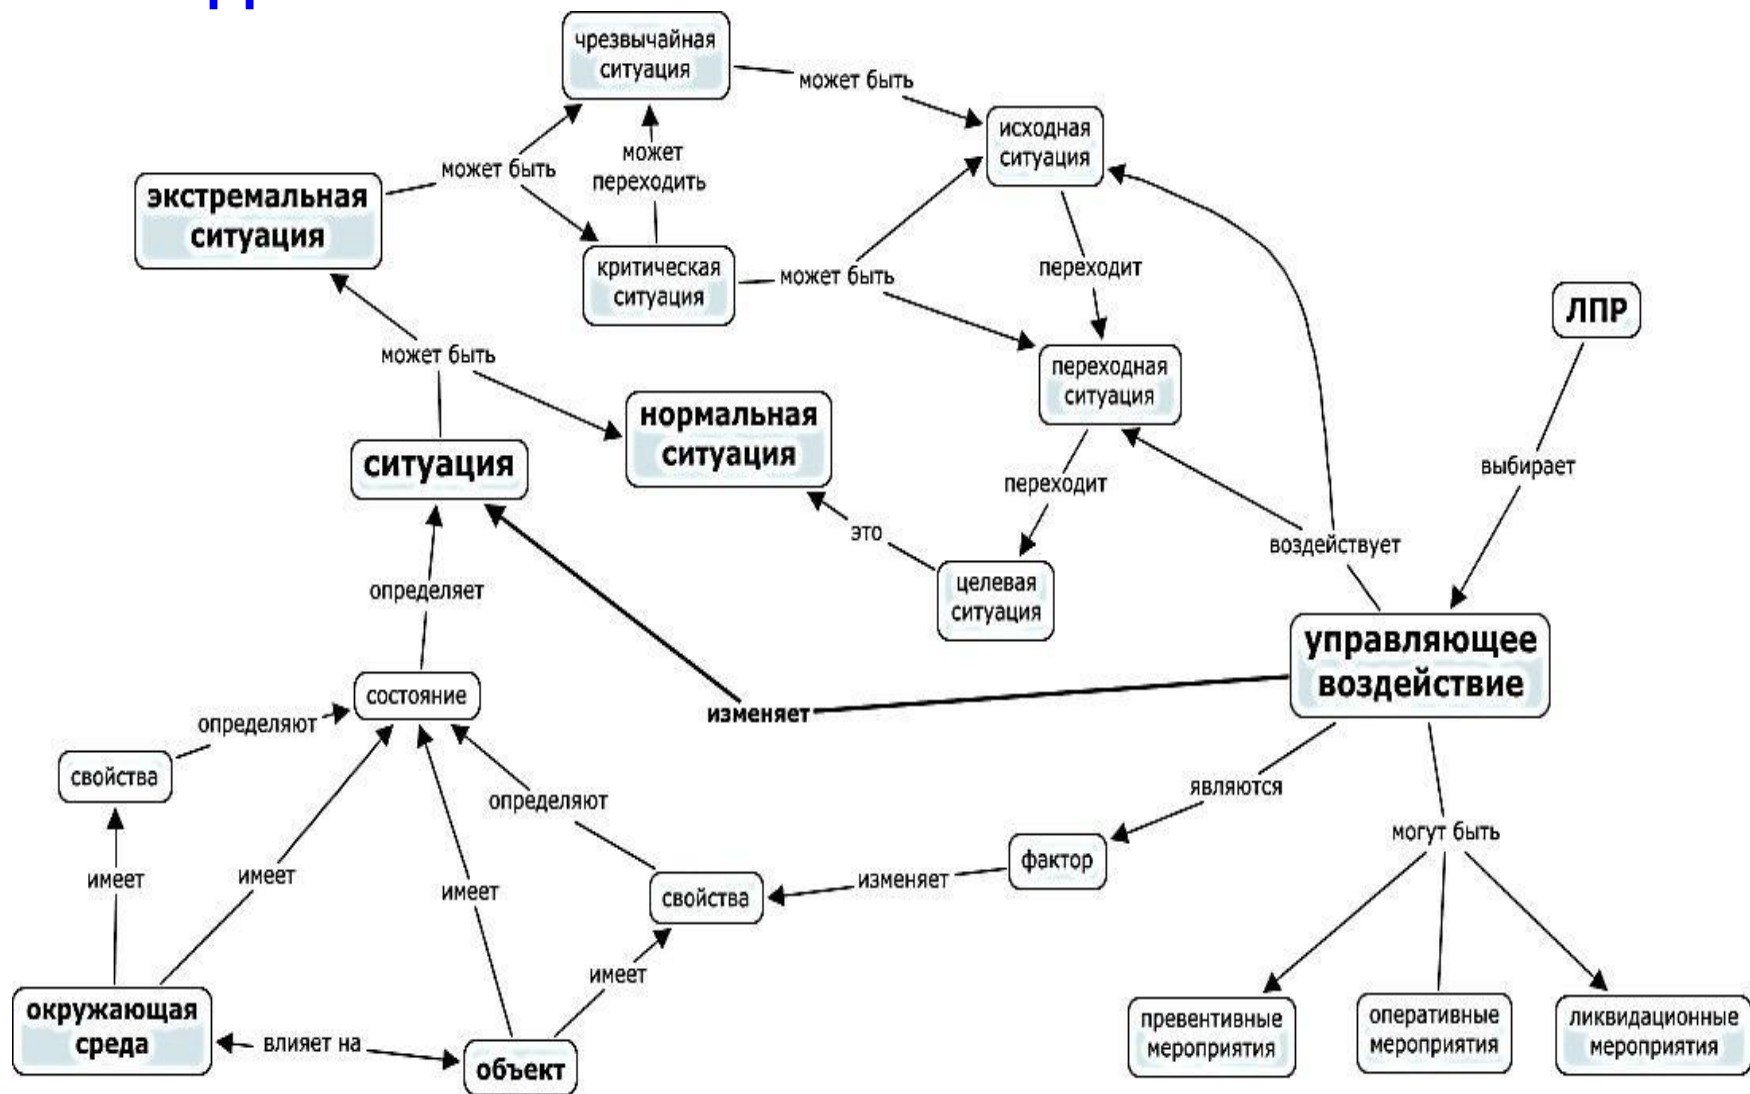 чрезвычайная
ситуация
может быть
исходная
ситуация
может
переходить
может быть
экстремальная
ситуация
критическая
ситуация
может быть
переходит
ЛПР
может быть
переходная
ситуация
нормальная
ситуация
ситуация
выбирает
переходит
это
воздействует
целевая
ситуация
определяет
управляющее
воздействие
состояние
изменяет
определяют
свойства
являются
определяют
могут быть
фактор
имеет
имеет
имеет
изменяет
свойства
имеет
окружающая
среда
влияет на
объект
превентивные
мероприятия
оперативные
мероприятия
ликвидационные
мероприятия